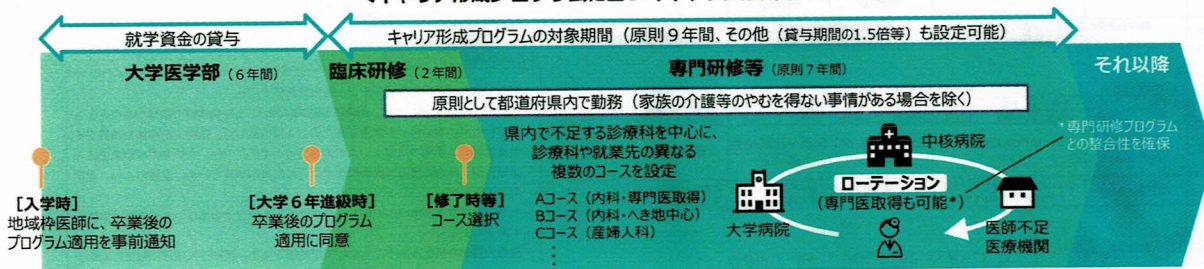 就学資金の貸与
キャリア形成プログラムの対象期間（原則９年間、その他（貸与期間の1.5倍等）も設定可能）
大学医学部（６年間）
臨床研修（２年間）
専門研修等（原則７年間）
それ以降
原則として都道府県内で勤務（家族の介護等のやむを得ない事情がある場合を除く）
県内で不足する診療科を中心に、
診療科や就業先の異なる
複数のコースを設定
Aコース（内科・専門医取得）
Bコース（内科・へき地中心）
Cコース（産婦人科）
⋮
中核病院
*専門研修プログラム
との整合性を確保
ローテーション
（専門医取得も可能*）
大学病院
医師不足
医療機関
［入学時］
地域枠医師に、卒業後の
プログラム適用を事前通知
［大学６年進級時］
卒業後のプログラム
適用に同意
［修了時等］
コース選択